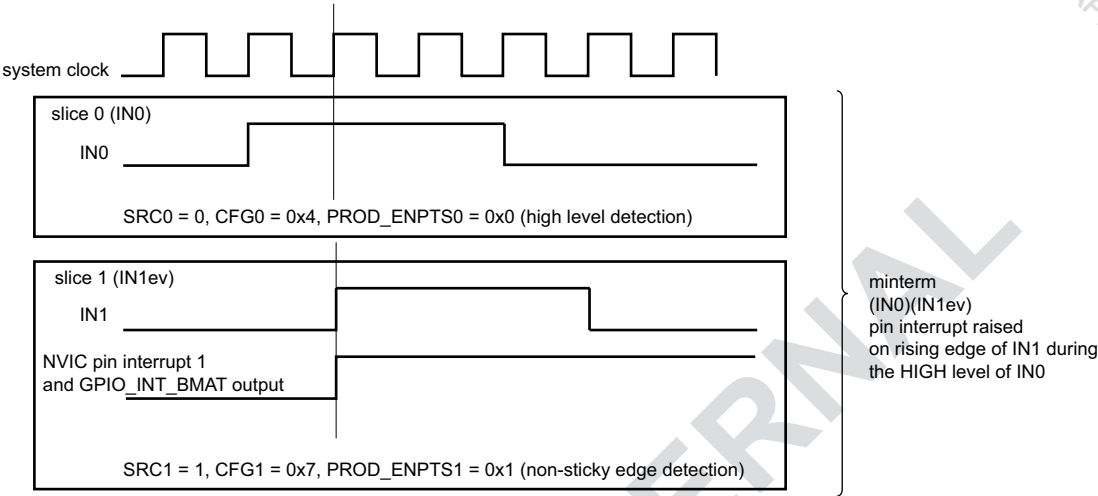 system clock
slice 0 (IN0)
IN0
SRC0 = 0, CFG0 = 0x4, PROD_ENPTS0 = 0x0 (high level detection)
slice 1 (IN1ev)
IN1
NVIC pin interrupt 1
and GPIO_INT_BMAT output
SRC1 = 1, CFG1 = 0x7, PROD_ENPTS1 = 0x1 (non-sticky edge detection)
minterm
(IN0)(IN1ev)
pin interrupt raised
on rising edge of IN1 during
the HIGH level of IN0
ERNAL